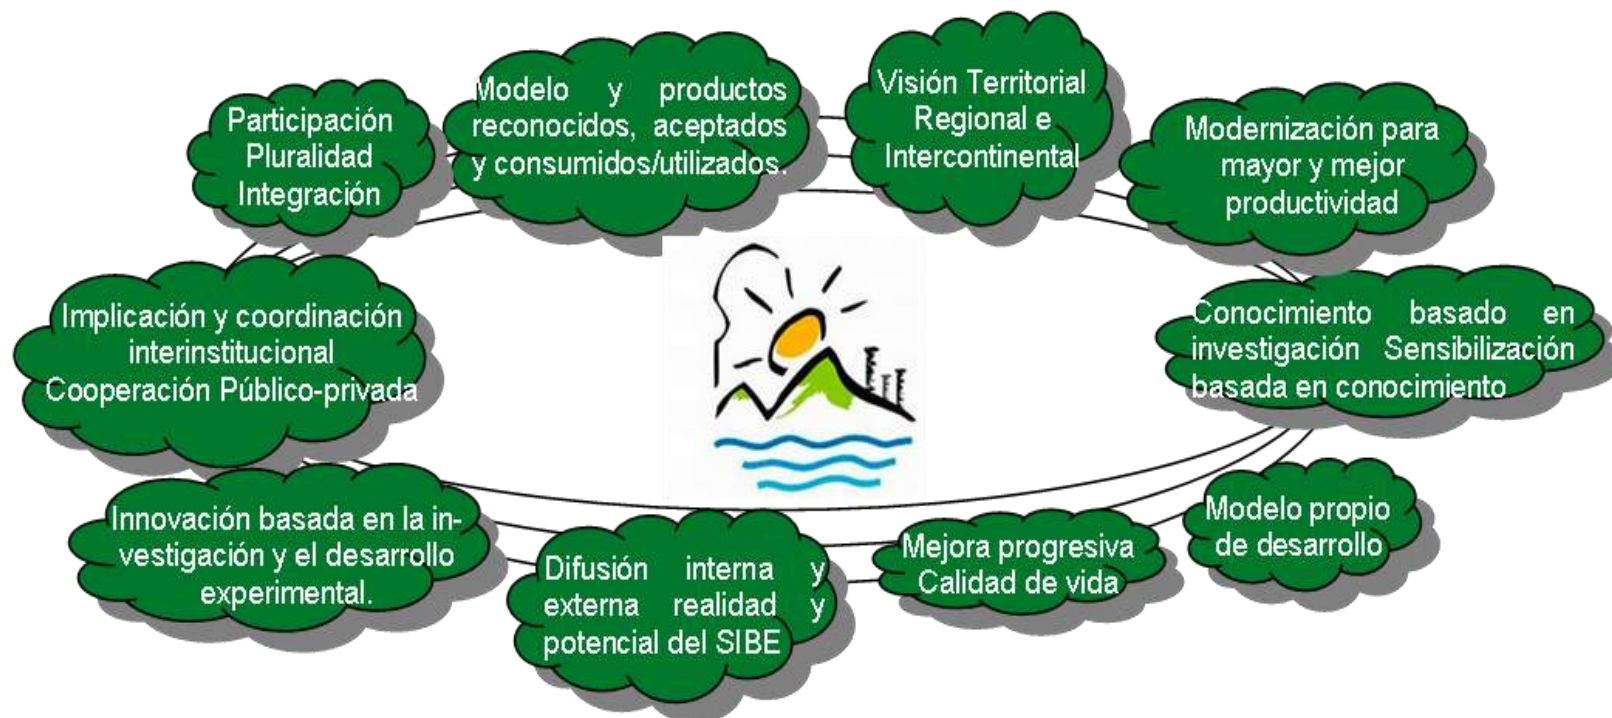 Participación
Pluralidad
Integración
Modelo y productos
reconocidos, aceptados
y consumidos/utilizados.
Visión Territorial
Regional e
Intercontinental
Modernización para
mayor y mejor
productividad
Implicación y coordinación
interinstitucional
Cooperación Público-privada
Conocimiento basado en
investigación Sensibilización
basada en conocimiento
Innovación basada en la in-
vestigación y el desarrollo
experimental.
Difusión interna y
externa realidad y
potencial del SIBE
Mejora progresiva
Calidad de vida
Modelo propio
de desarrollo